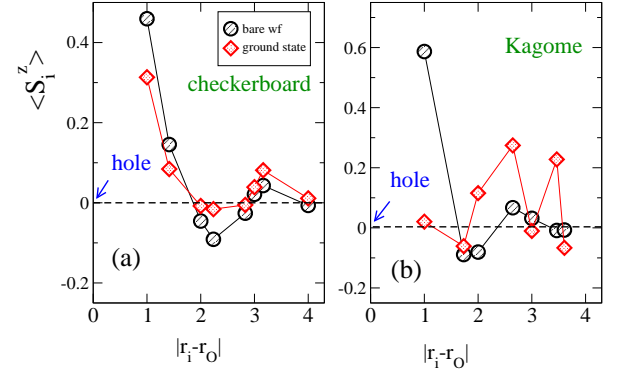 <S_i^z>
0.4
0.2
0
-0.2
0
1
2
3
4
|r_i-r_O|
bare wf
ground state
checkerboard
hole
(a)
0.6
0.4
0.2
0
-0.2
0
1
2
3
4
|r_i-r_O|
Kagome
hole
(b)